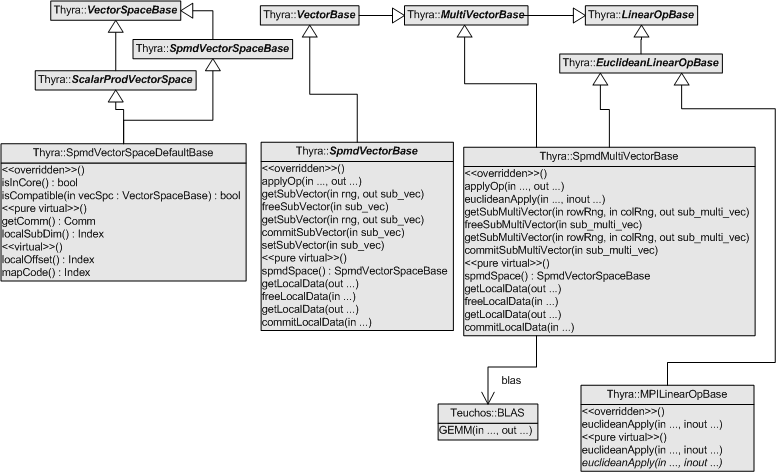 Thyra::VectorSpaceBase
Thyra::VectorBase
Thyra::MultiVectorBase
Thyra::LinearOpBase
Thyra::SpmdVectorSpaceBase
Thyra::EuclideanLinearOpBase
Thyra::ScalarProdVectorSpace
Thyra::SpmdVectorSpaceDefaultBase
<<overridden>>()
isInCore() : bool
isCompatible(in vecSpc : VectorSpaceBase) : bool
<<pure virtual>>()
getComm() : Comm
localSubDim() : Index
<<virtual>>()
localOffset() : Index
mapCode() : Index
Thyra::SpmdVectorBase
<<overridden>>()
applyOp(in ..., out ...)
getSubVector(in rng, out sub_vec)
freeSubVector(in sub_vec)
getSubVector(in rng, out sub_vec)
commitSubVector(in sub_vec)
setSubVector(in sub_vec)
<<pure virtual>>()
spmdSpace() : SpmdVectorSpaceBase
getLocalData(out ...)
freeLocalData(in ...)
getLocalData(out ...)
commitLocalData(in ...)
Thyra::SpmdMultiVectorBase
<<overridden>>()
applyOp(in ..., out ...)
euclideanApply(in ..., inout ...)
getSubMultiVector(in rowRng, in colRng, out sub_multi_vec)
freeSubMultiVector(in sub_multi_vec)
getSubMultiVector(in rowRng, in colRng, out sub_multi_vec)
commitSubMultiVector(in sub_multi_vec)
<<pure virtual>>()
spmdSpace() : SpmdVectorSpaceBase
getLocalData(out ...)
freeLocalData(in ...)
getLocalData(out ...)
commitLocalData(in ...)
blas
Teuchos::BLAS
GEMM(in ..., out ...)
Thyra::MPILinearOpBase
<<overridden>>()
euclideanApply(in ..., inout ...)
<<pure virtual>>()
euclideanApply(in ..., inout ...)
euclideanApply(in ..., inout ...)